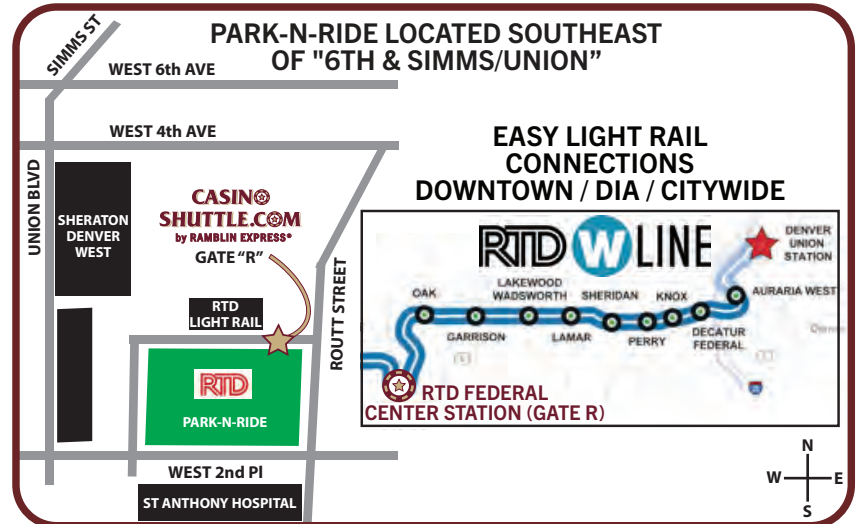 PARK-N-RIDE LOCATED SOUTHEAST
OF "6TH & SIMMS/UNION”
SIMMS ST
WEST 6th AVE
WEST 4th AVE
UNION BLVD
SHERATON
DENVER
WEST
CASINO
SHUTTLE.COM
by RAMBLIN EXPRESS®
GATE “R”
RTD
LIGHT RAIL
ROUTT STREET
RTD
PARK-N-RIDE
WEST 2nd Pl
ST ANTHONY HOSPITAL
EASY LIGHT RAIL
CONNECTIONS
DOWNTOWN / DIA / CITYWIDE
RTD W LINE
DENVER
UNION
STATION
OAK
GARRISON
LAKEWOOD
WADSWORTH
LAMAR
SHERIDAN
PERRY
KNOX
DECATUR
FEDERAL
AURARIA WEST
RTD FEDERAL
CENTER STATION (GATE R)
N
W
E
S